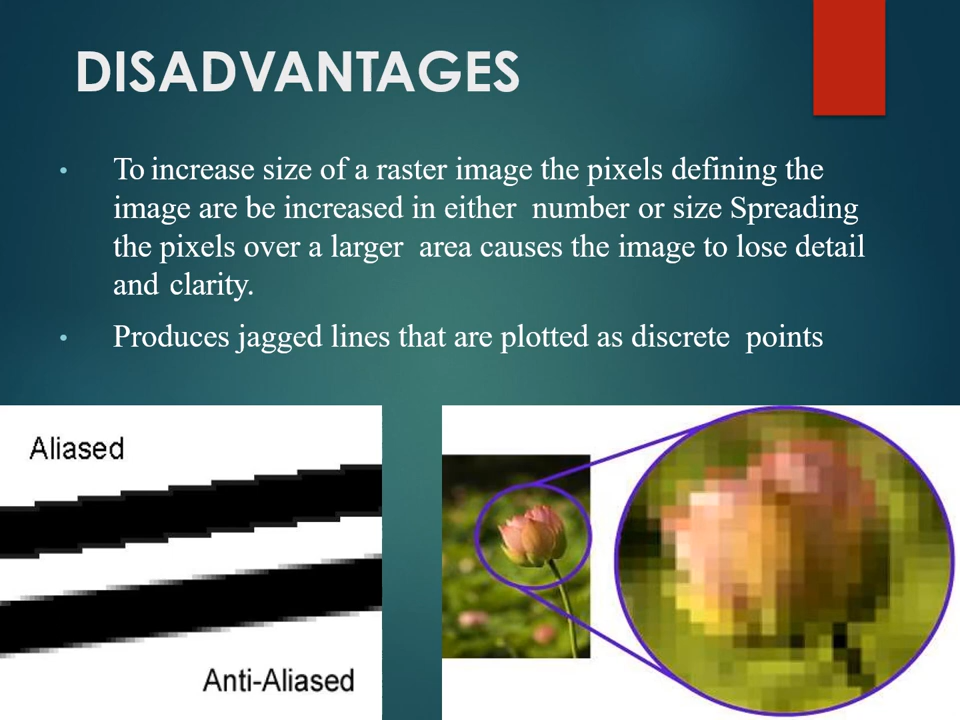 DISADVANTAGES
• To increase size of a raster image the pixels defining the
image are be increased in either number or size Spreading
the pixels over a larger area causes the image to lose detail
and clarity.
• Produces jagged lines that are plotted as discrete points
Aliased
Anti-Aliased